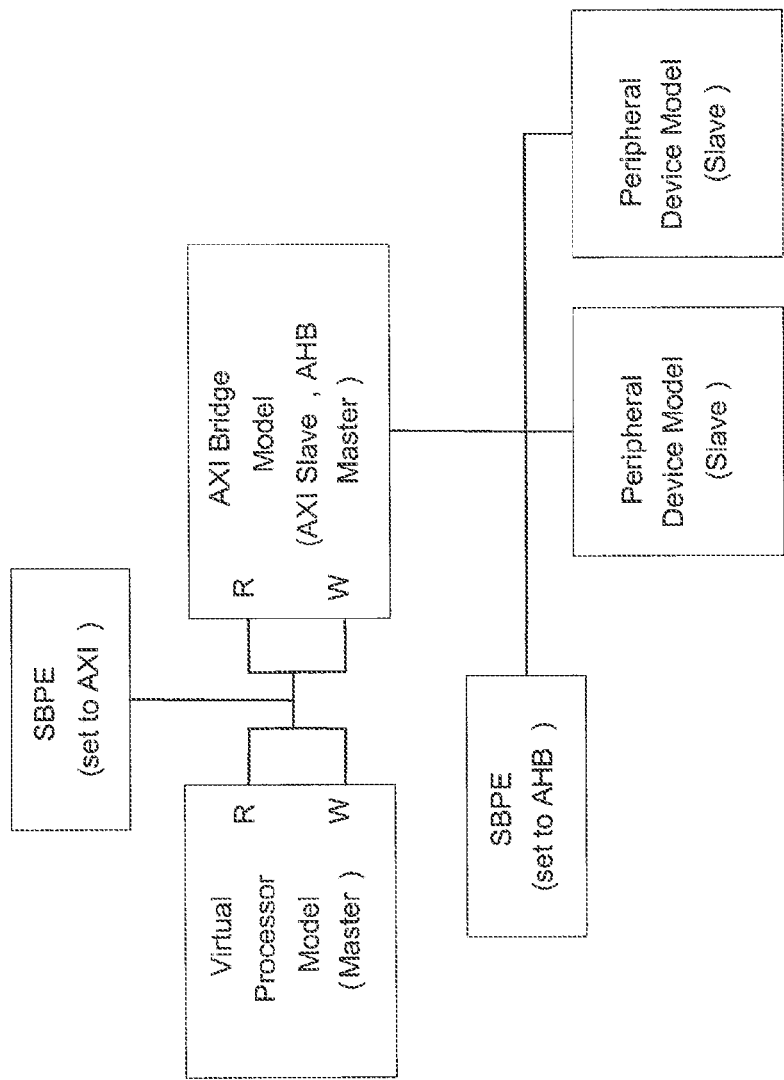 SBPE
(set to AXI )
Virtual
Processor
Model
(Master )
R
W
R
W
AXI Bridge
Model
(AXI Slave , AHB
Master )
SBPE
(set to AHB )
Peripheral
Device Model
(Slave )
Peripheral
Device Model
(Slave )